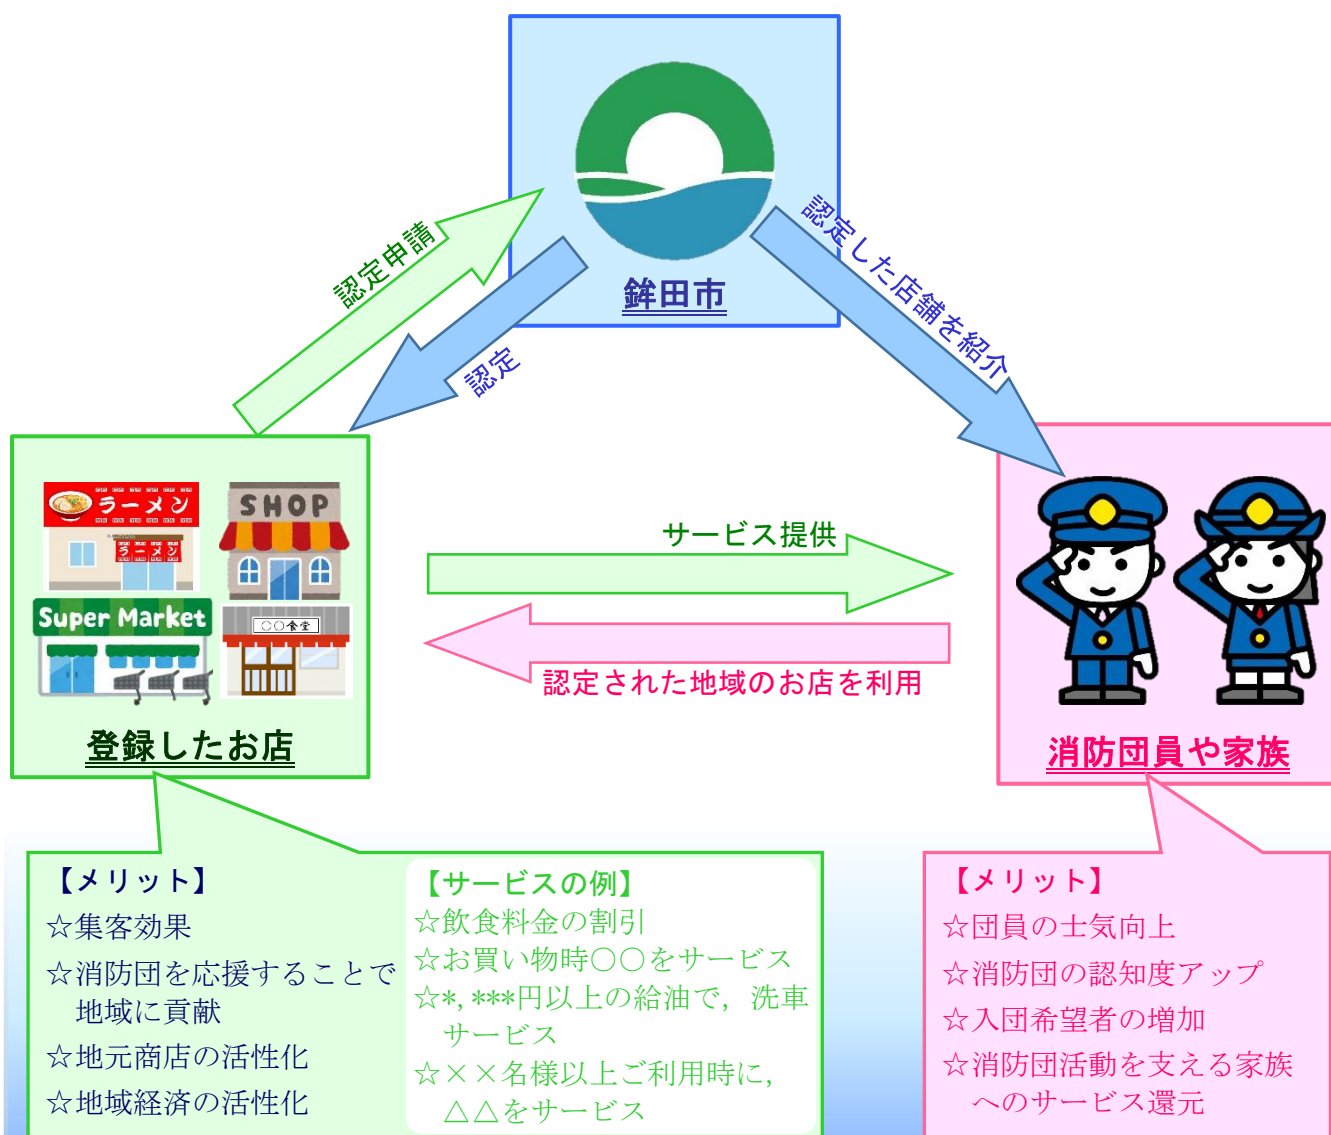 鉾田市
認定申請
認定
認定した店舗を紹介
ラーメン
ラーメン
SHOP
Super Market
〇〇食堂
登録したお店
サービス提供
認定された地域のお店を利用
消防団員や家族
【メリット】
☆集客効果
☆消防団を応援することで
地域に貢献
☆地元商店の活性化
☆地域経済の活性化
【サービスの例】
☆飲食料金の割引
☆お買い物時〇〇をサービス
☆*,***円以上の給油で，洗車
サービス
☆××名様以上ご利用時に，
△△をサービス
【メリット】
☆団員の士気向上
☆消防団の認知度アップ
☆入団希望者の増加
☆消防団活動を支える家族
へのサービス還元